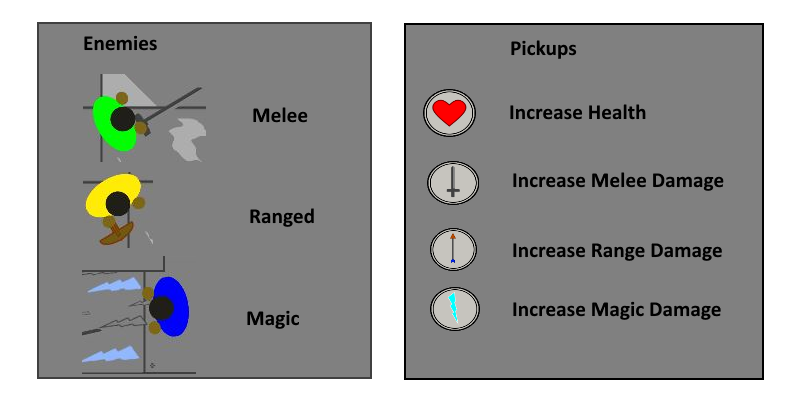 Enemies
Melee
Ranged
Magic
Pickups
Increase Health
Increase Melee Damage
Increase Range Damage
Increase Magic Damage